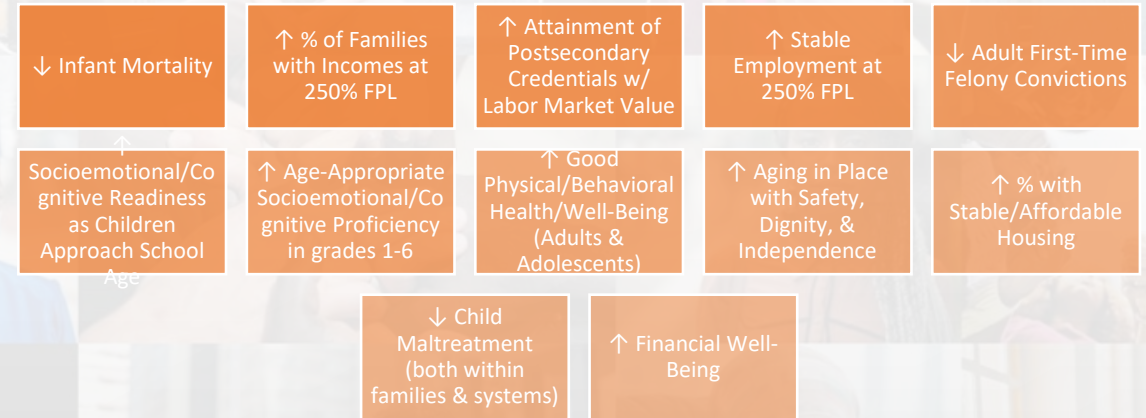 ↓ Infant Mortality
↑ % of Families
with Incomes at
250% FPL
↑ Attainment of
Postsecondary
Credentials w/
Labor Market Value
↑ Stable
Employment at
250% FPL
↓ Adult First-Time
Felony Convictions
↑
Socioemotional/Co
gnitive Readiness
as Children
Approach School
Age
↑ Age-Appropriate
Socioemotional/Co
gnitive Proficiency
in grades 1-6
↑ Good
Physical/Behavioral
Health/Well-Being
(Adults &
Adolescents)
↑ Aging in Place
with Safety,
Dignity, &
Independence
↑ % with
Stable/Affordable
Housing
↓ Child
Maltreatment
(both within
families & systems)
↑ Financial Well-
Being